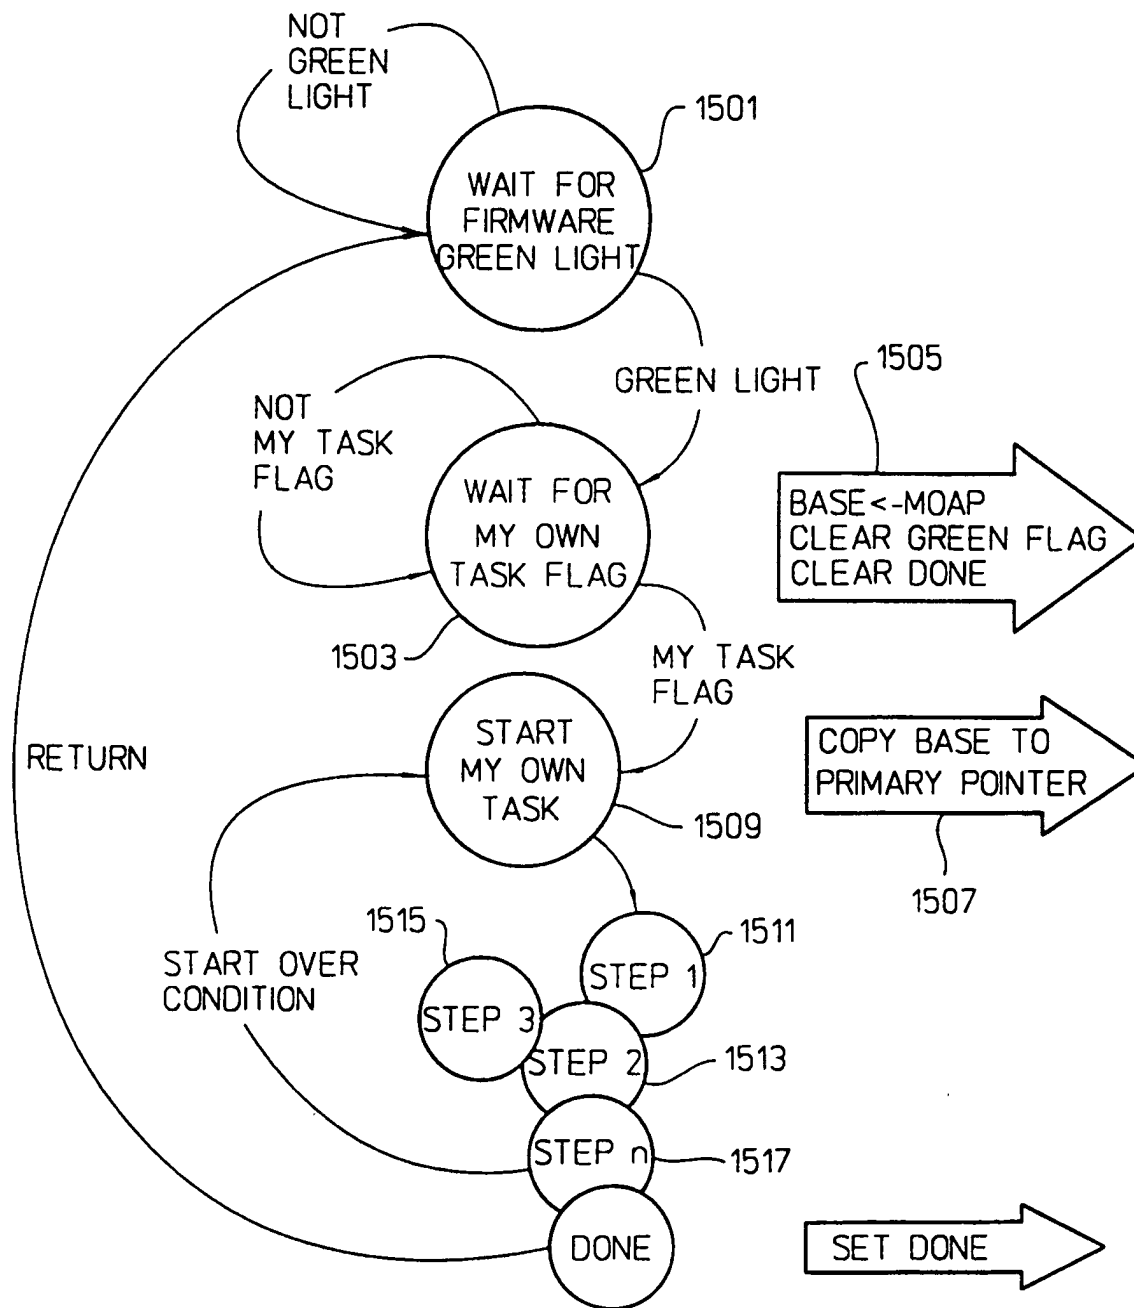 NOT
GREEN
LIGHT
1501
WAIT FOR
FIRMWARE
GREEN LIGHT
GREEN LIGHT
1505
NOT
MY TASK
FLAG
WAIT FOR
MY OWN
TASK FLAG
BASE<-MOAP
CLEAR GREEN FLAG
CLEAR DONE
1503
MY TASK
FLAG
RETURN
START
MY OWN
TASK
1509
COPY BASE TO
PRIMARY POINTER
1507
1515
1511
START OVER
CONDITION
STEP 1
STEP 3
STEP 2
1513
STEP n
1517
DONE
SET DONE